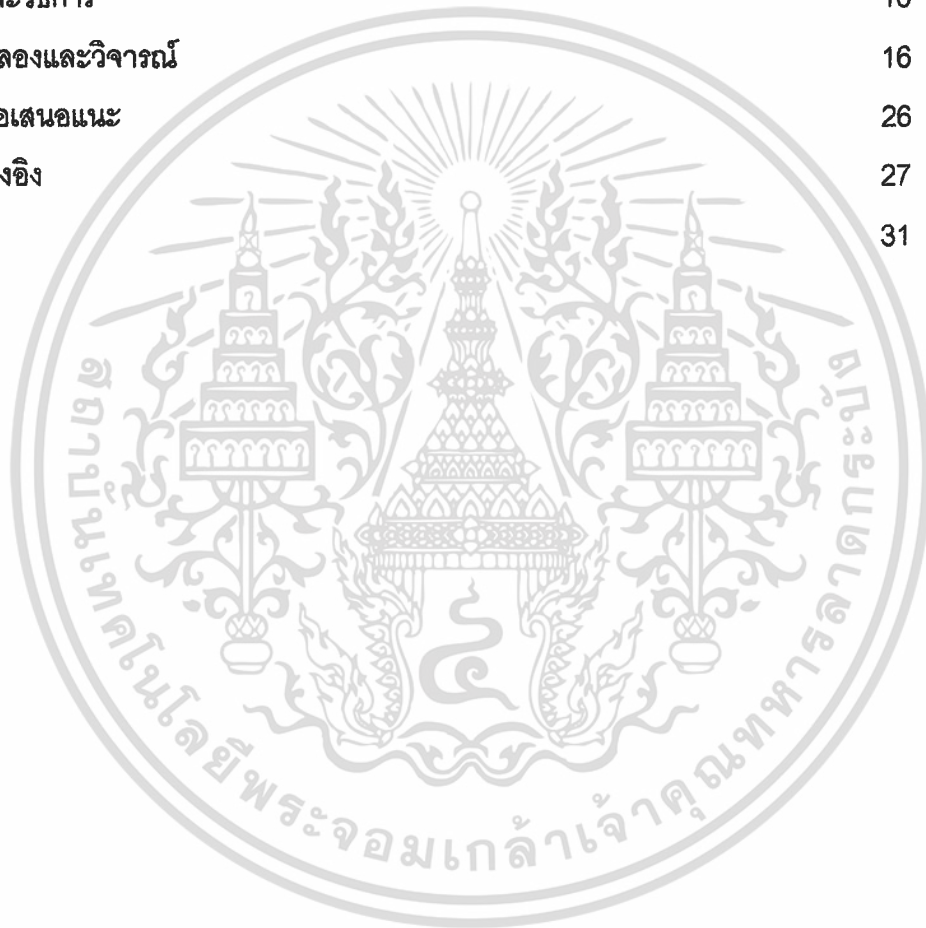 ลองและวิจารณ์ 16
อเสนอแนะ 26
งอิง 27
31
สถาบันเทคโนโลยีพระจอมเกล้าเจ้าคุณทหารลาดกระบัง
๔